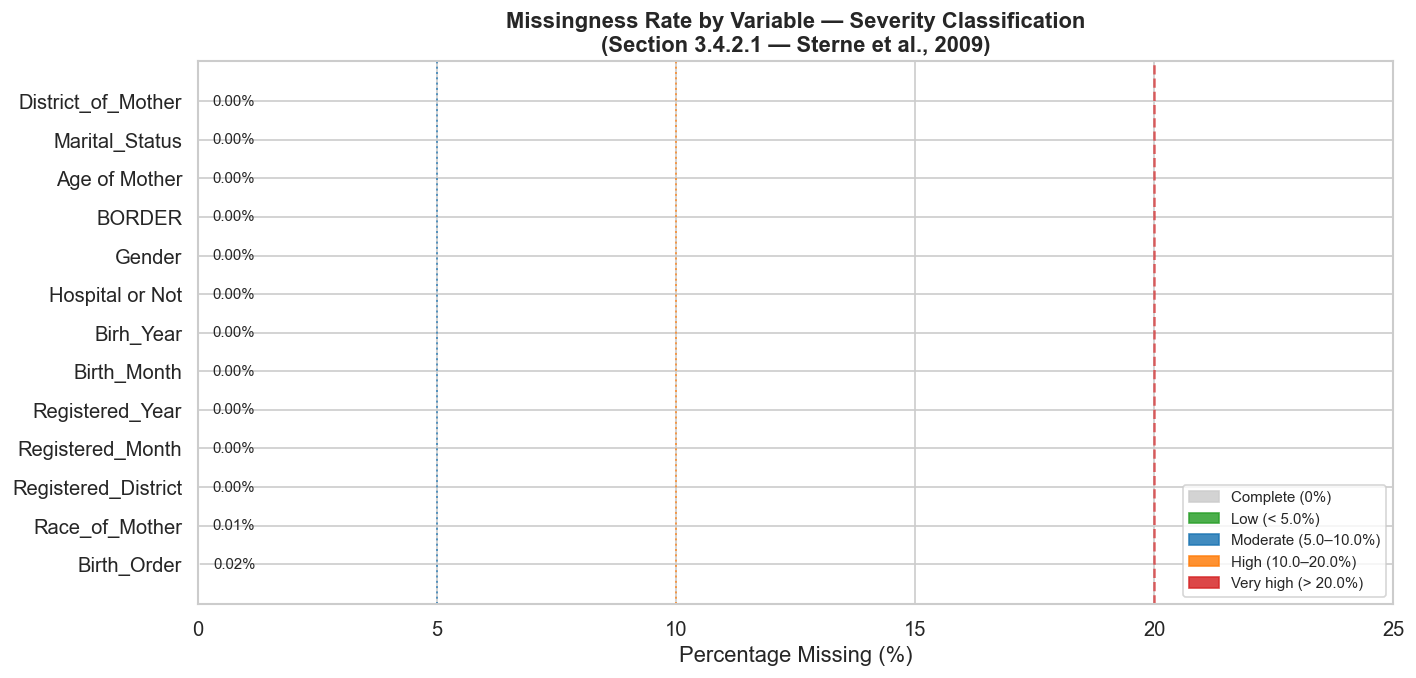 Missingness Rate by Variable — Severity Classification
(Section 3.4.2.1 — Sterne et al., 2009)
District_of_Mother 0.00%
Marital_Status 0.00%
Age of Mother 0.00%
BORDER 0.00%
Gender 0.00%
Hospital or Not 0.00%
Birh_Year 0.00%
Birth_Month 0.00%
Registered_Year 0.00%
Registered_Month 0.00%
Registered_District 0.00%
Race_of_Mother 0.01%
Birth_Order 0.02%
Complete (0%)
Low (< 5.0%)
Moderate (5.0–10.0%)
High (10.0–20.0%)
Very high (> 20.0%)
0 5 10 15 20 25
Percentage Missing (%)